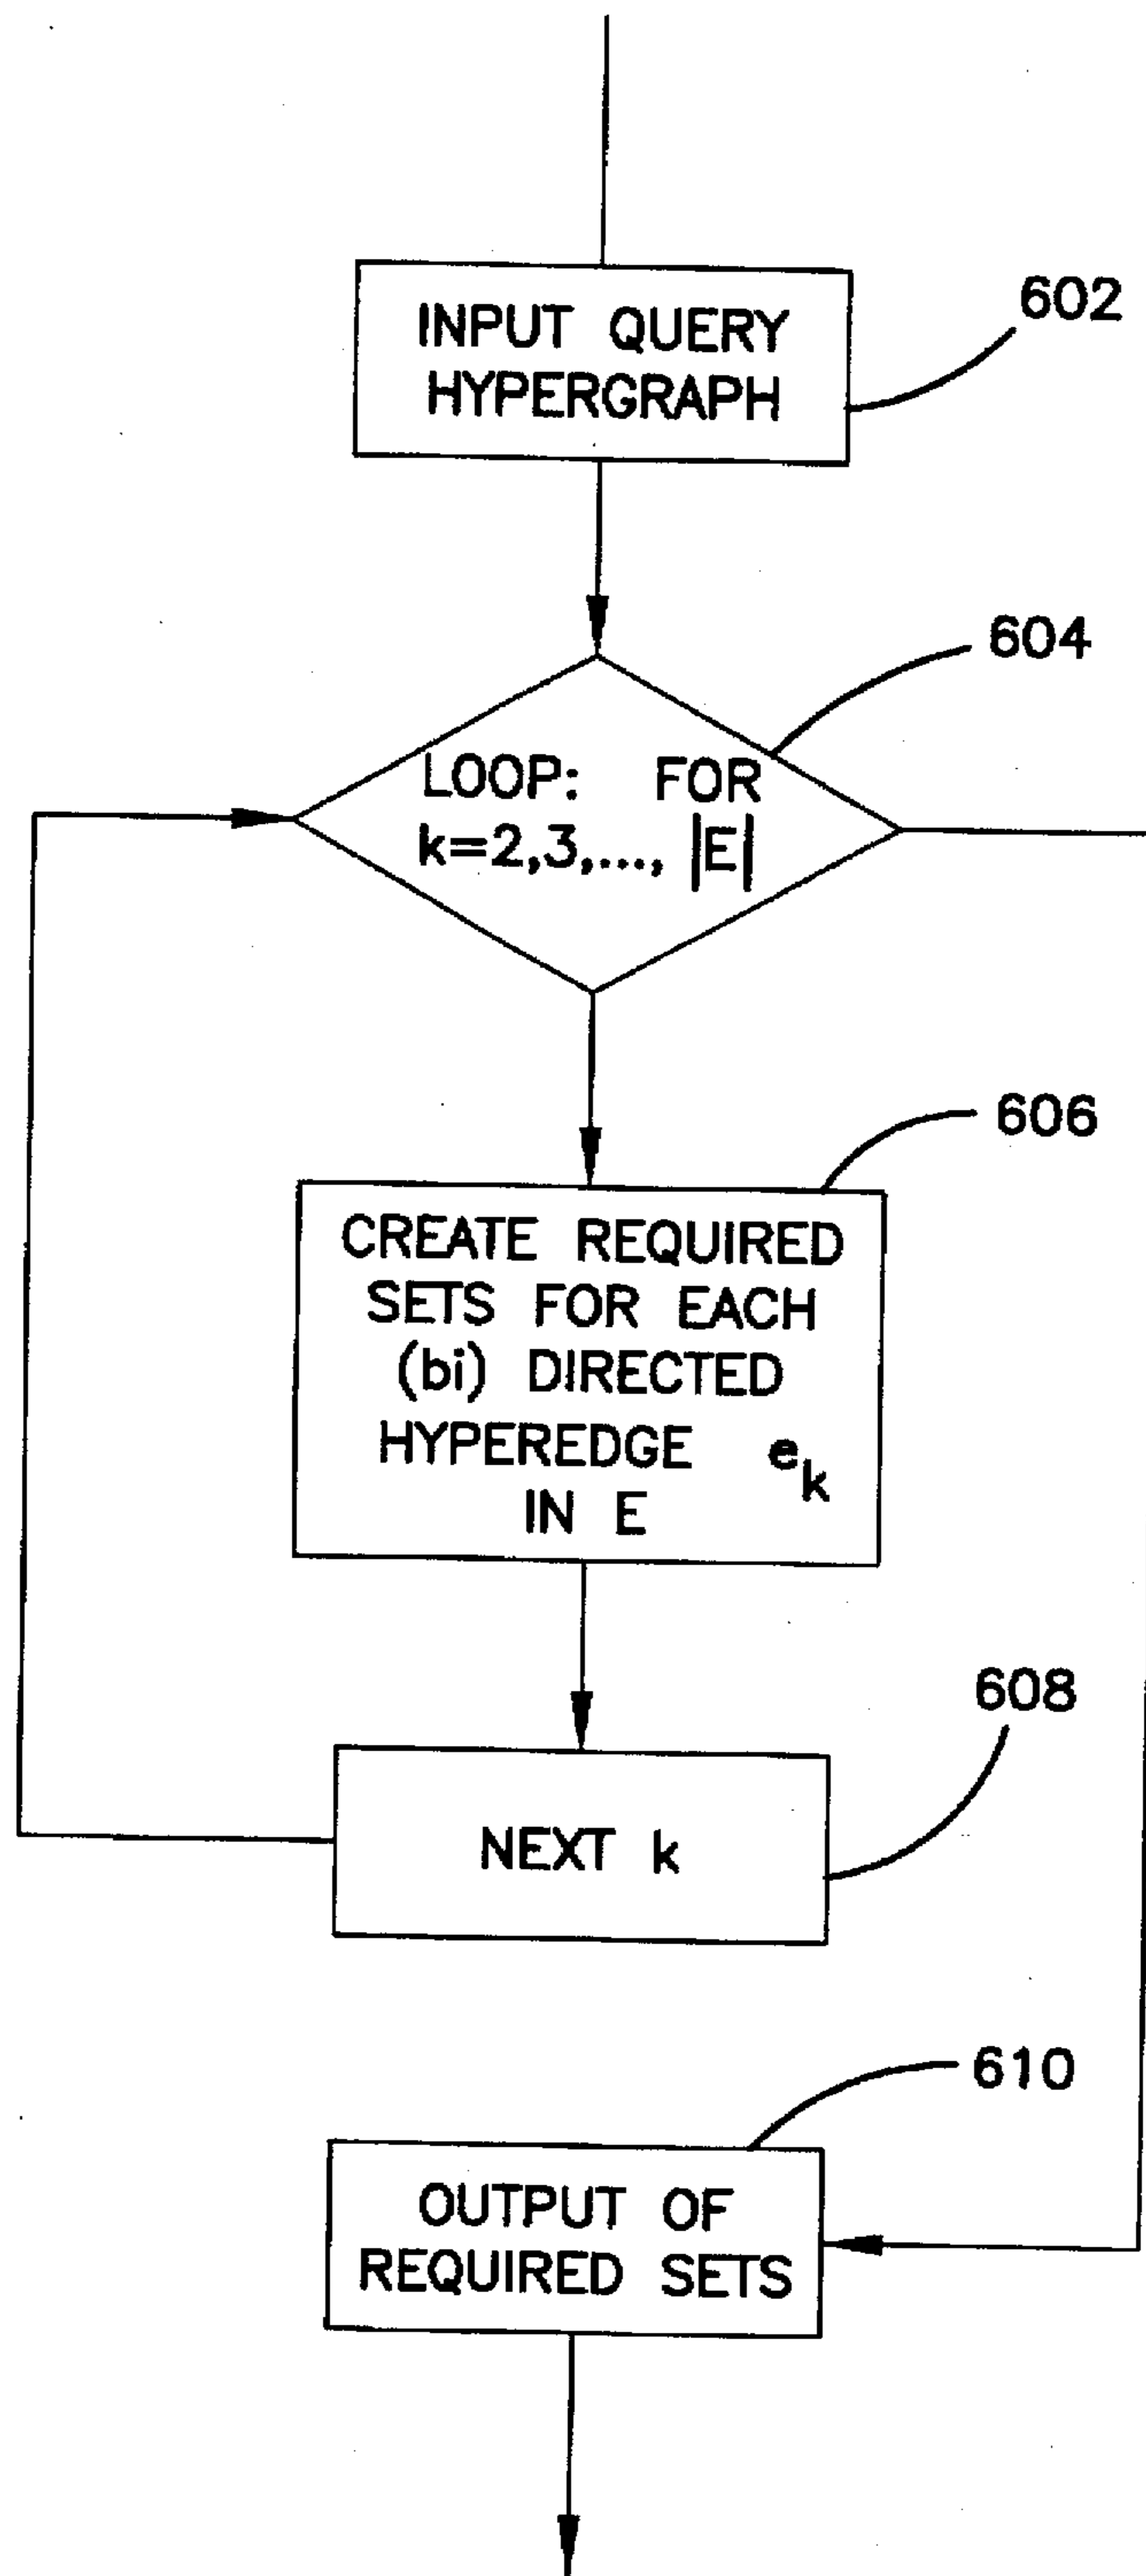 INPUT QUERY
HYPERGRAPH
602
604
LOOP: FOR
k=2,3,..., |E|
606
CREATE REQUIRED
SETS FOR EACH
(bi) DIRECTED
HYPEREDGE e_k
IN E
608
NEXT k
610
OUTPUT OF
REQUIRED SETS